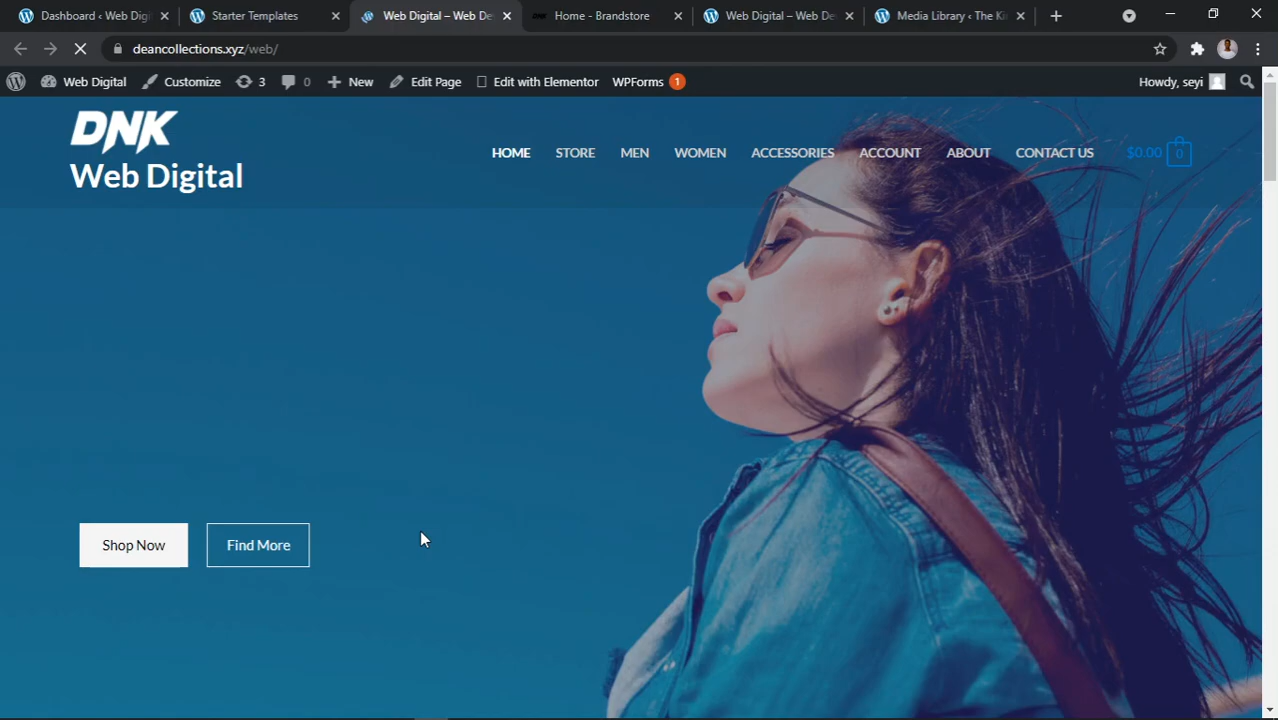 Dashboard ‹ Web Digi
Starter Templates
Web Digital – Web De
Home - Brandstore
Web Digital – Web De
Media Library ‹ The Ki
deancollections.xyz/web/
Web Digital
Customize
3
0
New
Edit Page
Edit with Elementor
WPForms
1
Howdy, seyi
DNK
Web Digital
HOME
STORE
MEN
WOMEN
ACCESSORIES
ACCOUNT
ABOUT
CONTACT US
$0.00
0
Shop Now
Find More